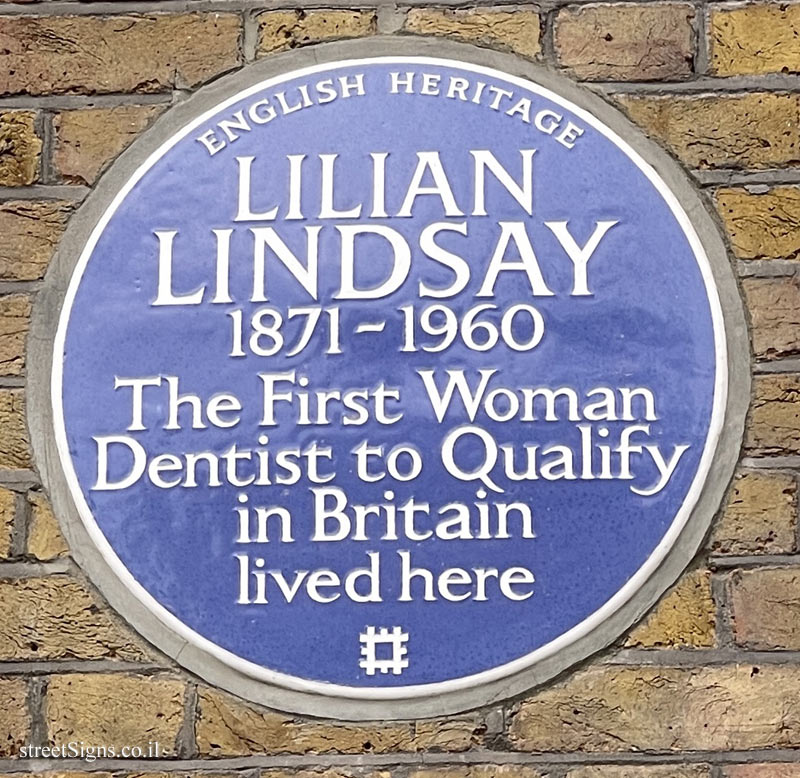 ENGLISH HERITAGE
LILIAN
LINDSAY
1871-1960
The First Woman
Dentist to Qualify
in Britain
lived here
streetSigns.co.il